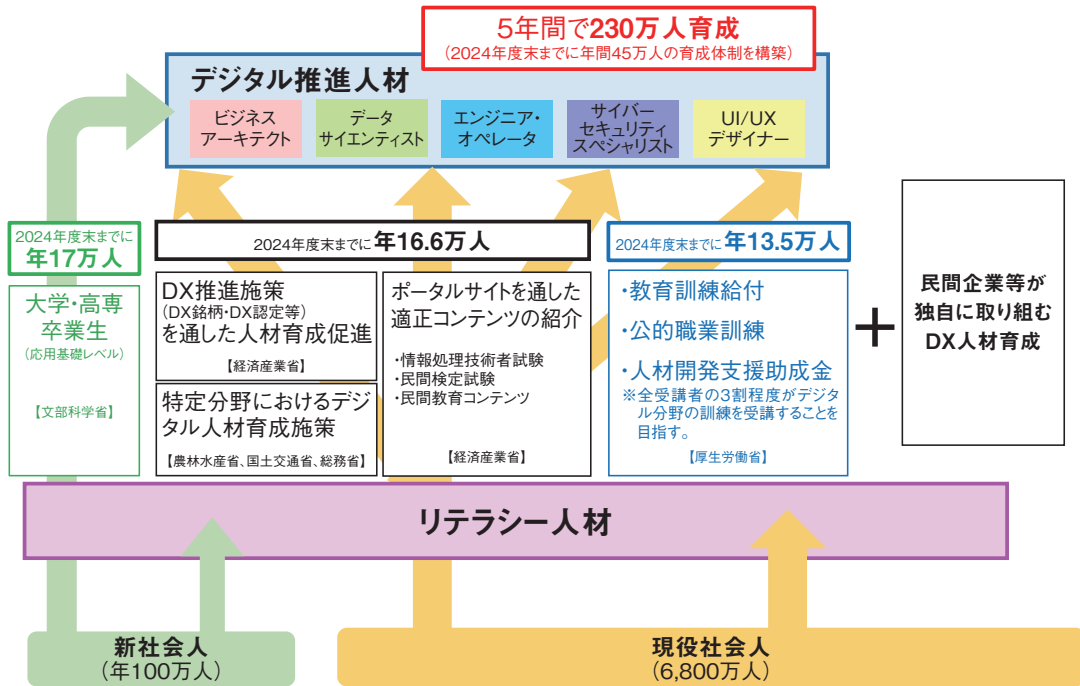 5年間で230万人育成
(2024年度末までに年間45万人の育成体制を構築)
デジタル推進人材
ビジネス
アーキテクト
データ
サイエンティスト
エンジニア・
オペレータ
サイバー
セキュリティ
スペシャリスト
UI/UX
デザイナー
2024年度末までに
年17万人
大学・高専
卒業生
(応用基礎レベル)
【文部科学省】
2024年度末までに年16.6万人
DX推進施策
(DX銘柄・DX認定等)
を通した人材育成促進
【経済産業省】
特定分野におけるデジ
タル人材育成施策
【農林水産省、国土交通省、総務省】
ポータルサイトを通した
適正コンテンツの紹介
・情報処理技術者試験
・民間検定試験
・民間教育コンテンツ
【経済産業省】
2024年度末までに年13.5万人
・教育訓練給付
・公的職業訓練
・人材開発支援助成金
※全受講者の3割程度がデジタル
分野の訓練を受講することを
目指す。
【厚生労働省】
+
民間企業等が
独自に取り組む
DX人材育成
リテラシー人材
新社会人
(年100万人)
現役社会人
(6,800万人)